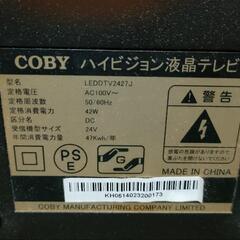 COBY ハイビジョン液晶テレビ
型名 LEDDTV2427J
定格電圧 AC100V~
定格周波数 50/60Hz
定格消費電力 42W
区分名 DC
受信機型サイズ 24V
年間消費電力量 47Kwh/年
警告
PS
E
MADE IN CHINA
KH0614023200173
COBY MANUFACTURING COMPANY LIMITED